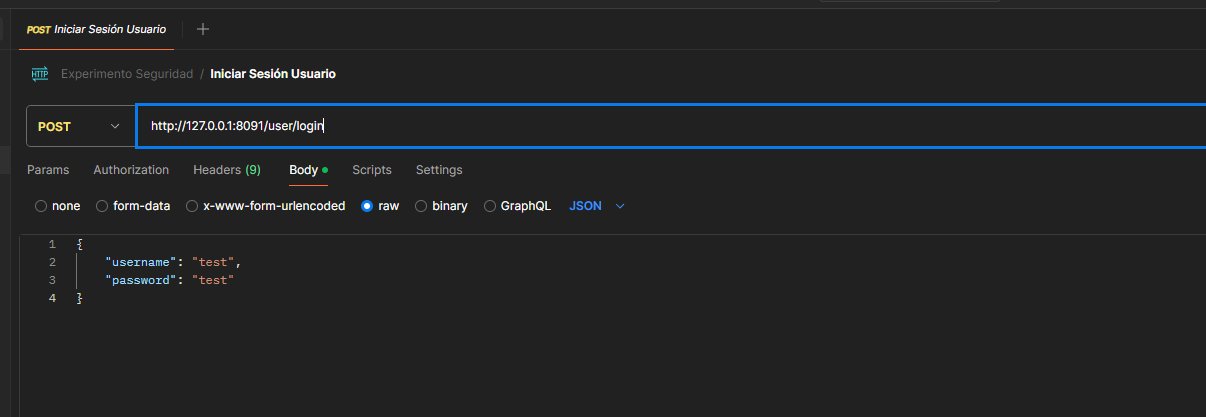 POST Iniciar Sesión Usuario +
HTTP Experimento Seguridad / Iniciar Sesión Usuario
POST http://127.0.0.1:8091/user/login
Params Authorization Headers (9) Body Scripts Settings
none form-data x-www-form-urlencoded raw binary GraphQL JSON
1 {
2 "username": "test",
3 "password": "test"
4 }